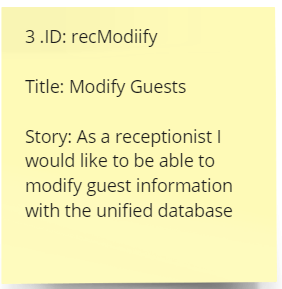 3 .ID: recModiify
Title: Modify Guests
Story: As a receptionist I
would like to be able to
modify guest information
with the unified database